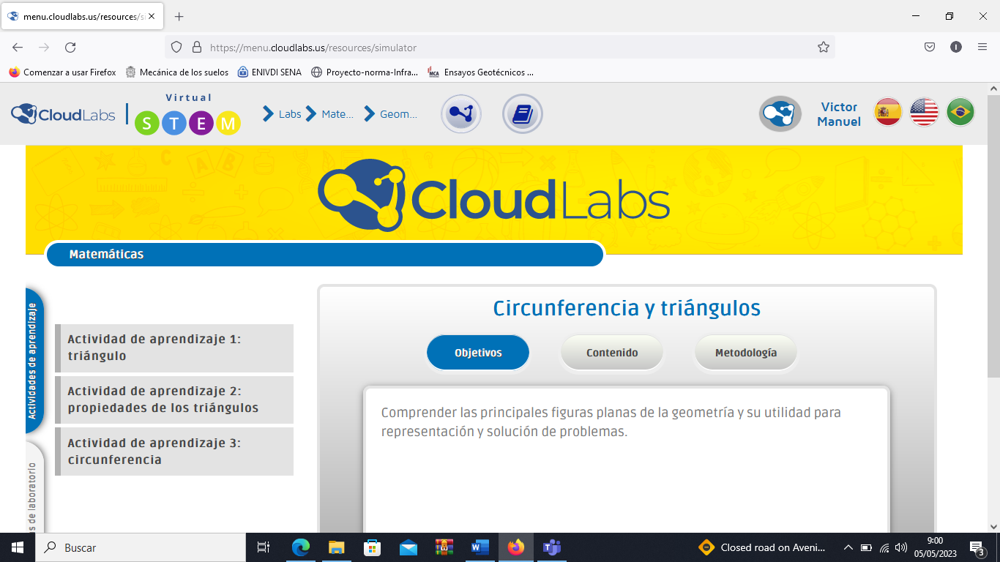 menu.cloudlabs.us/resources/si
https://menu.cloudlabs.us/resources/simulator
Comenzar a usar Firefox
Mecánica de los suelos
ENIVDI SENA
Proyecto-norma-Infra...
MCA
Ensayos Geotécnicos ...
CloudLabs
Virtual
STEM
Labs
Mate...
Geom...
Victor
Manuel
CloudLabs
Matemáticas
Actividades de aprendizaje
s de laboratorio
Actividad de aprendizaje 1:
triángulo
Actividad de aprendizaje 2:
propiedades de los triángulos
Actividad de aprendizaje 3:
circunferencia
Circunferencia y triángulos
Objetivos
Contenido
Metodología
Comprender las principales figuras planas de la geometría y su utilidad para
representación y solución de problemas.
Buscar
Closed road on Aveni...
9:00
05/05/2023
3